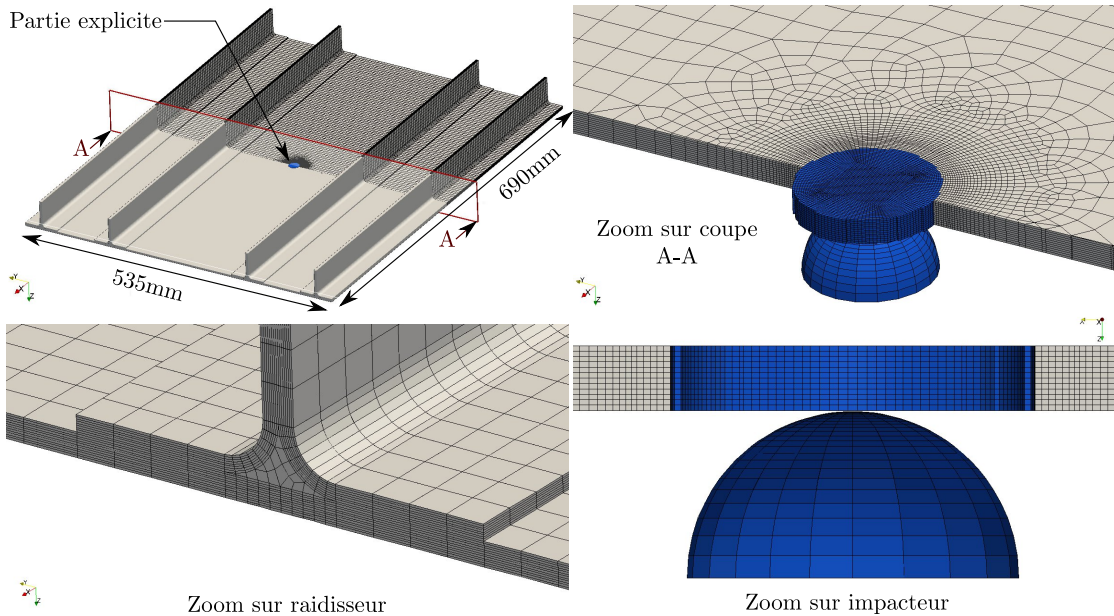 Partie explicite
A
A
690mm
535mm
Y
X
Z
Zoom sur coupe
A-A
Y
X
Z
Zoom sur raidisseur
Y
X
Z
X
Z
Zoom sur impacteur